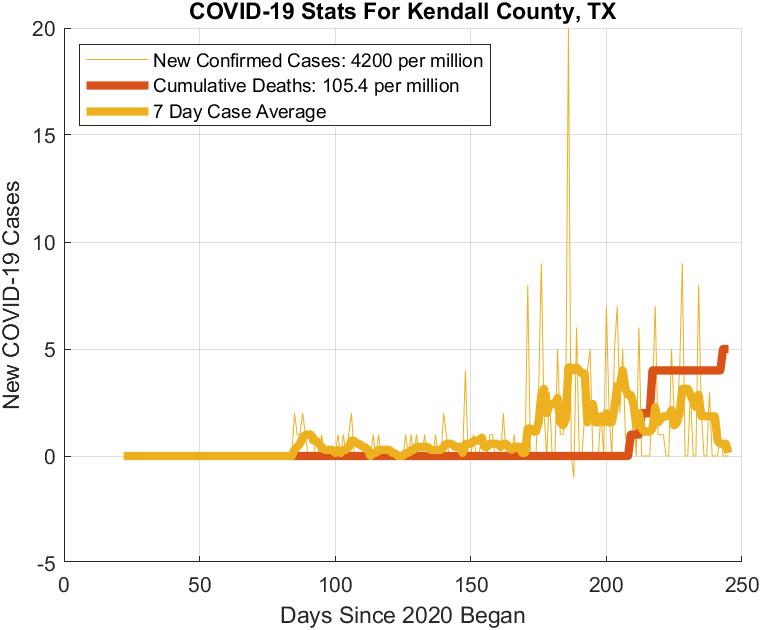 COVID-19 Stats For Kendall County, TX
New Confirmed Cases: 4200 per million
Cumulative Deaths: 105.4 per million
7 Day Case Average
New COVID-19 Cases
20
15
10
5
0
-5
0 50 100 150 200 250
Days Since 2020 Began